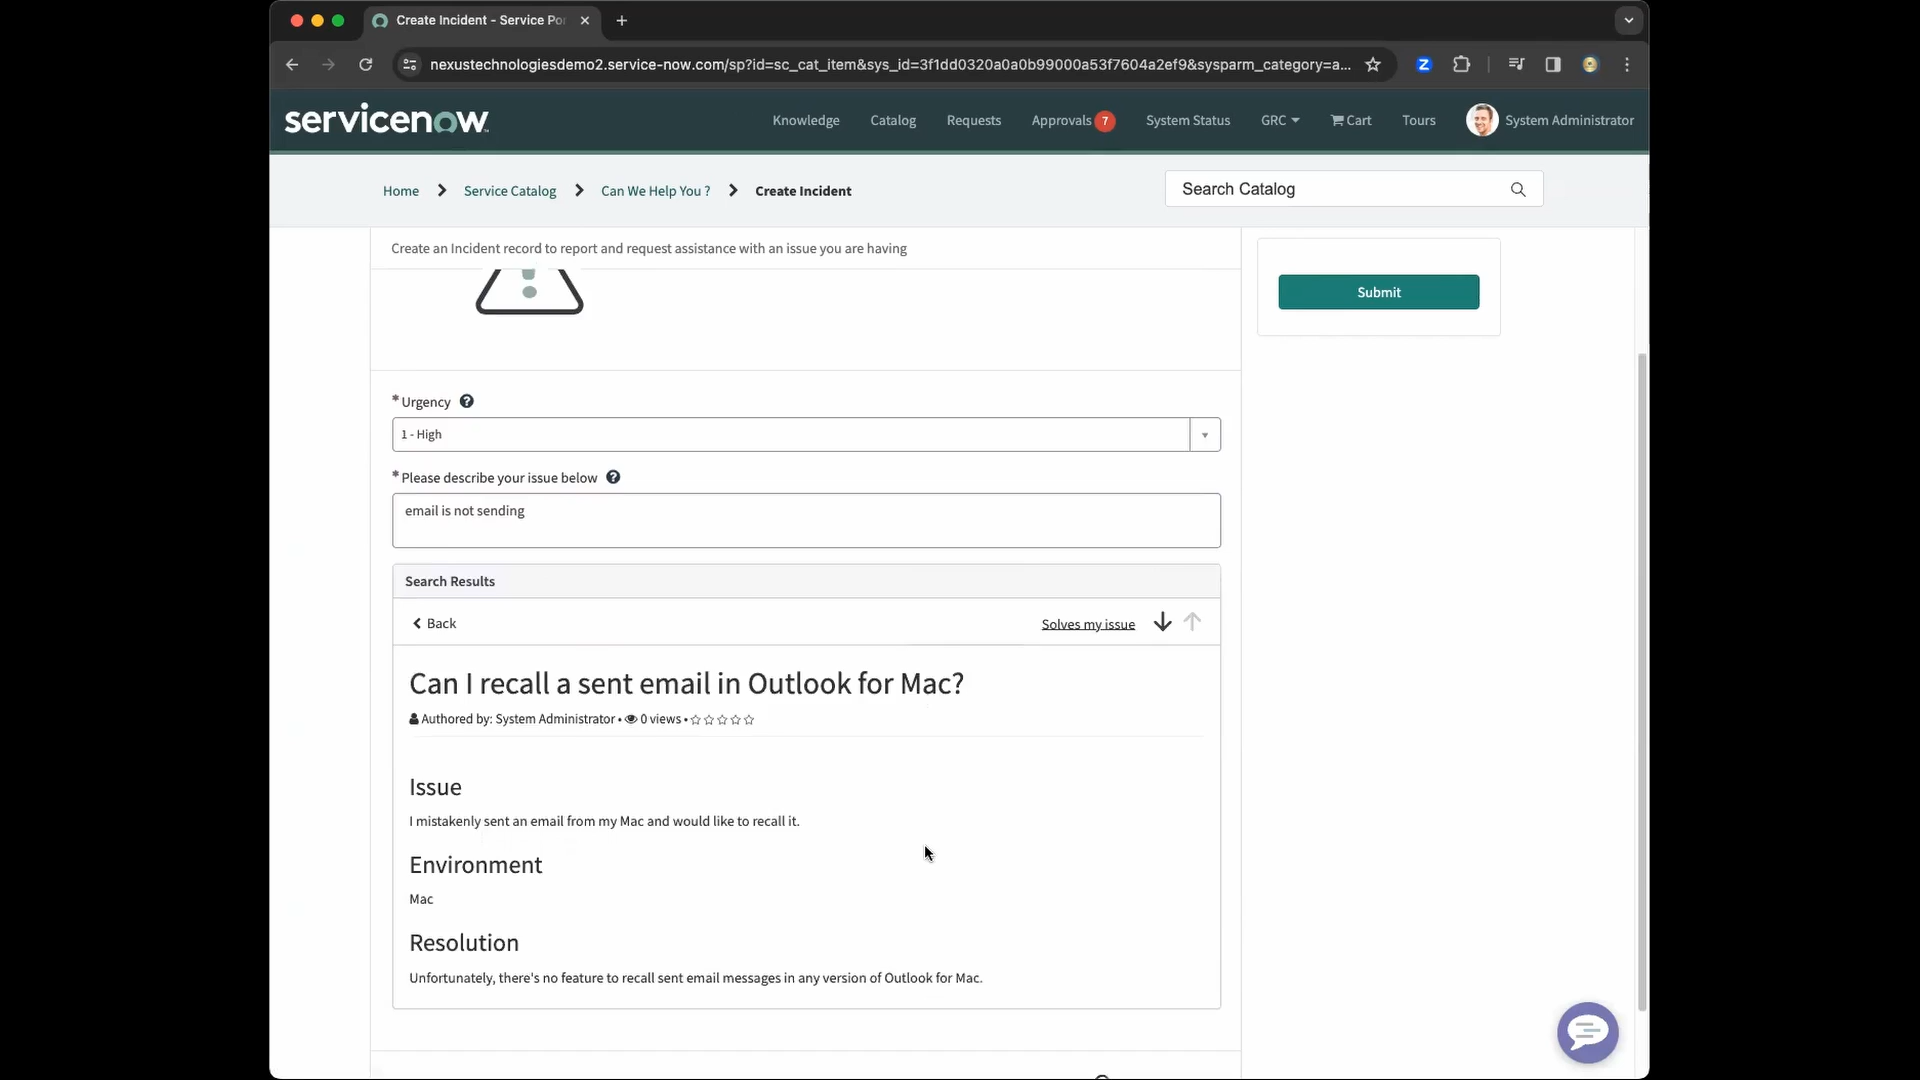 Create Incident - Service Po
nexustechnologiesdemo2.service-now.com/sp?id=sc_cat_item&sys_id=3f1dd0320a0a0b99000a53f7604a2ef9&sysparm_category=a...
Z
servicenow
Knowledge
Catalog
Requests
Approvals 7
System Status
GRC
Cart
Tours
System Administrator
Home
Service Catalog
Can We Help You ?
Create Incident
Search Catalog
Create an Incident record to report and request assistance with an issue you are having
Submit
* Urgency ?
1 - High
* Please describe your issue below ?
email is not sending
Search Results
Back
Solves my issue
Can I recall a sent email in Outlook for Mac?
Authored by: System Administrator • 0 views •
Issue
I mistakenly sent an email from my Mac and would like to recall it.
Environment
Mac
Resolution
Unfortunately, there's no feature to recall sent email messages in any version of Outlook for Mac.